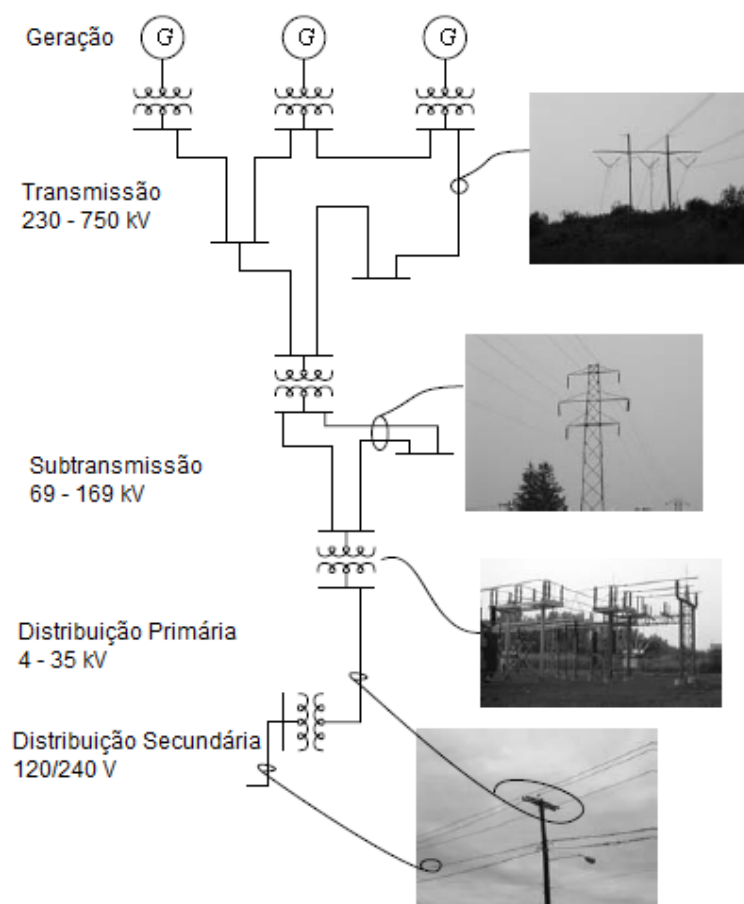 Geração
G
G
G
Transmissão
230 - 750 kV
Subtransmissão
69 - 169 kV
Distribuição Primária
4 - 35 kV
Distribuição Secundária
120/240 V